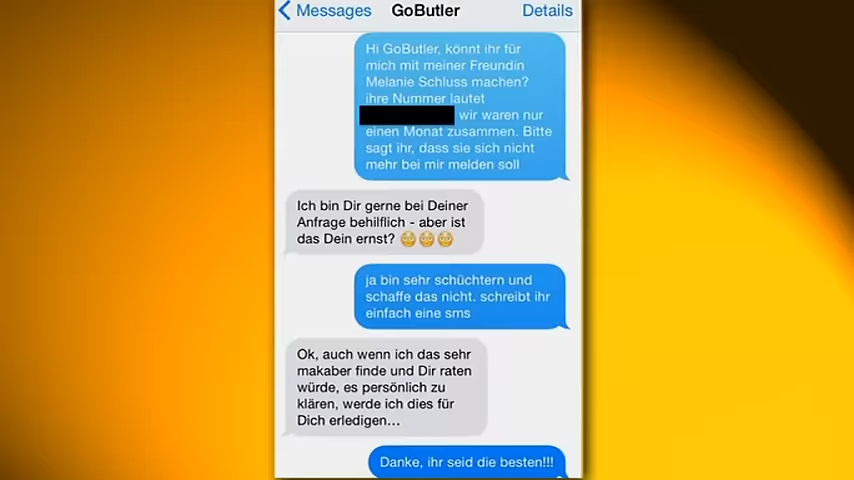 Messages GoButler Details
Hi GoButler, könnt ihr für
mich mit meiner Freundin
Melanie Schluss machen?
ihre Nummer lautet
wir waren nur
einen Monat zusammen. Bitte
sagt ihr, dass sie sich nicht
mehr bei mir melden soll
Ich bin Dir gerne bei Deiner
Anfrage behilflich - aber ist
das Dein ernst? 😳😳😳
ja bin sehr schüchtern und
schaffe das nicht. schreibt ihr
einfach eine sms
Ok, auch wenn ich das sehr
makaber finde und Dir raten
würde, es persönlich zu
klären, werde ich dies für
Dich erledigen...
Danke, ihr seid die besten!!!